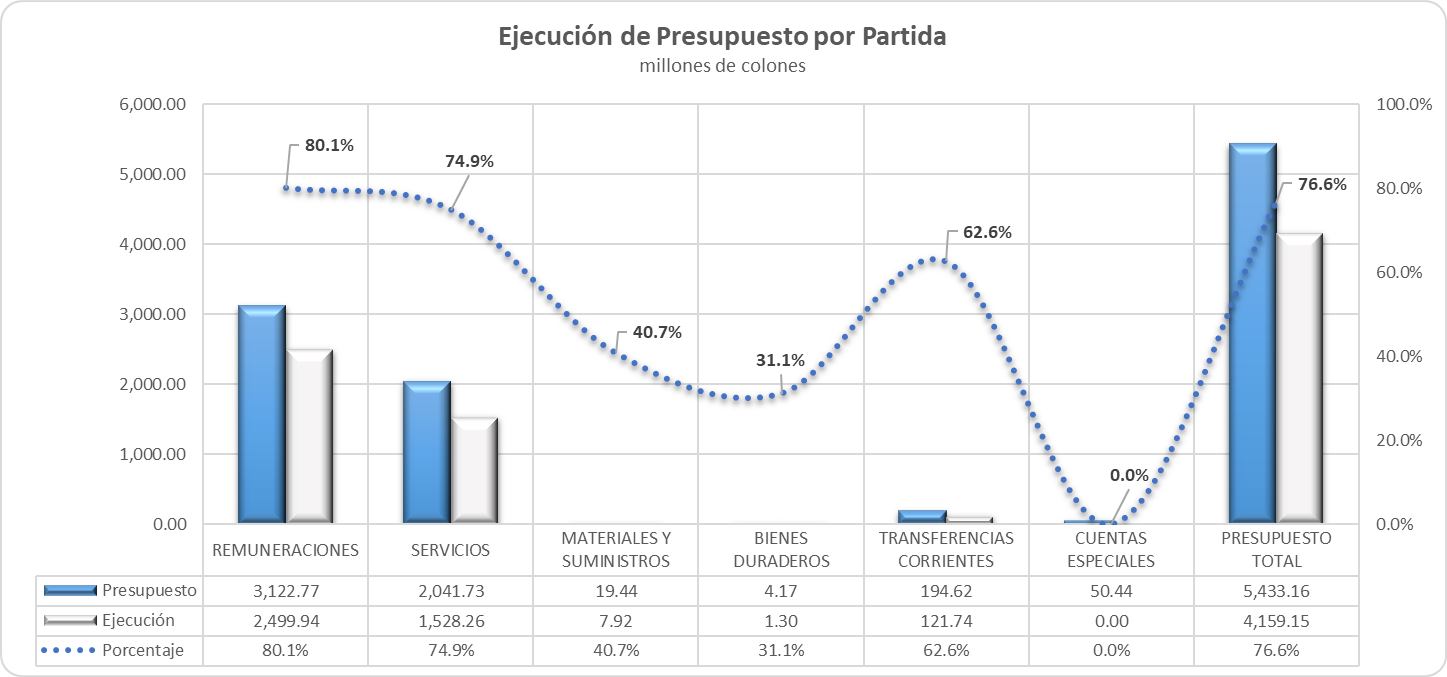 Ejecución de Presupuesto por Partida
millones de colones
6,000.00
5,000.00
4,000.00
3,000.00
2,000.00
1,000.00
0.00
100.0%
80.0%
60.0%
40.0%
20.0%
0.0%
80.1%
74.9%
40.7%
31.1%
62.6%
0.0%
76.6%
REMUNERACIONES
SERVICIOS
MATERIALES Y
SUMINISTROS
BIENES
DURADEROS
TRANSFERENCIAS
CORRIENTES
CUENTAS
ESPECIALES
PRESUPUESTO
TOTAL
Presupuesto 3,122.77 2,041.73 19.44 4.17 194.62 50.44 5,433.16
Ejecución 2,499.94 1,528.26 7.92 1.30 121.74 0.00 4,159.15
Porcentaje 80.1% 74.9% 40.7% 31.1% 62.6% 0.0% 76.6%